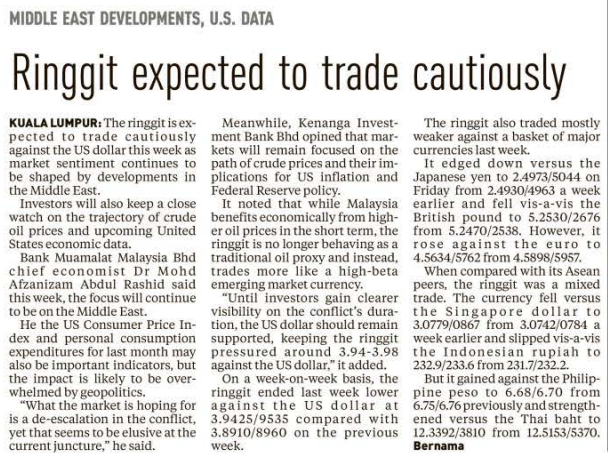 MIDDLE EAST DEVELOPMENTS, U.S. DATA
Ringgit expected to trade cautiously
KUALA LUMPUR: The ringgit is ex-
pected to trade cautiously
against the US dollar this week as
market sentiment continues to
be shaped by developments in
the Middle East.
Investors will also keep a close
watch on the trajectory of crude
oil prices and upcoming United
States economic data.
Bank Muamalat Malaysia Bhd
chief economist Dr Mohd
Afzanizam Abdul Rashid said
this week, the focus will continue
to be on the Middle East.
He the US Consumer Price In-
dex and personal consumption
expenditures for last month may
also be important indicators, but
the impact is likely to be over-
whelmed by geopolitics.
“What the market is hoping for
is a de-escalation in the conflict,
yet that seems to be elusive at the
current juncture,” he said.
Meanwhile, Kenanga Invest-
ment Bank Bhd opined that mar-
kets will remain focused on the
path of crude prices and their im-
plications for US inflation and
Federal Reserve policy.
It noted that while Malaysia
benefits economically from high-
er oil prices in the short term, the
ringgit is no longer behaving as a
traditional oil proxy and instead,
trades more like a high-beta
emerging market currency.
“Until investors gain clearer
visibility on the conflict’s dura-
tion, the US dollar should remain
supported, keeping the ringgit
pressured around 3.94-3.98
against the US dollar,” it added.
On a week-on-week basis, the
ringgit ended last week lower
against the US dollar at
3.9425/9535 compared with
3.8910/8960 on the previous
week.
The ringgit also traded mostly
weaker against a basket of major
currencies last week.
It edged down versus the
Japanese yen to 2.4973/5044 on
Friday from 2.4930/4963 a week
earlier and fell vis-a-vis the
British pound to 5.2530/2676
from 5.2470/2538. However, it
rose against the euro to
4.5634/5762 from 4.5898/5957.
When compared with its Asean
peers, the ringgit was a mixed
trade. The currency fell versus
the Singapore dollar to
3.0779/0867 from 3.0742/0784 a
week earlier and slipped vis-a-vis
the Indonesian rupiah to
232.9/233.6 from 231.7/232.2.
But it gained against the Philip-
pine peso to 6.68/6.70 from
6.75/6.76 previously and strength-
ened versus the Thai baht to
12.3392/3810 from 12.5153/5370.
Bernama